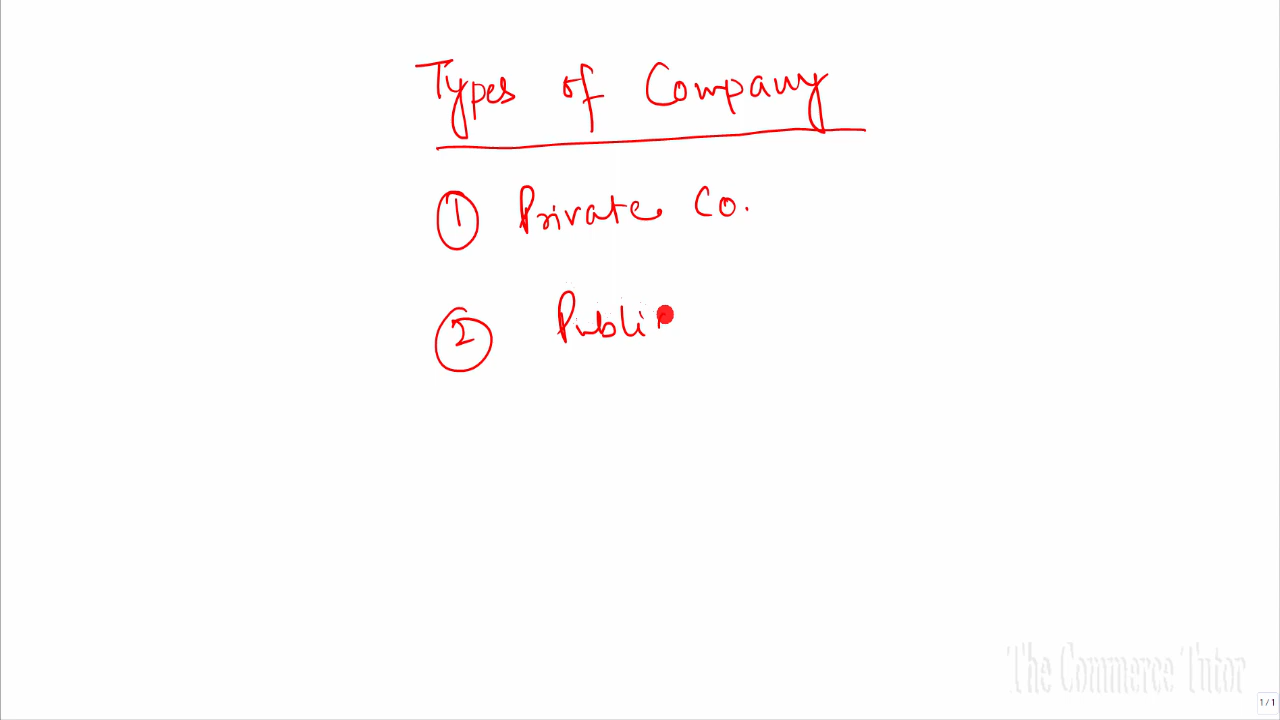 Types of Company
1 Private Co.
2 Publi
The Commerce Tutor
1/1